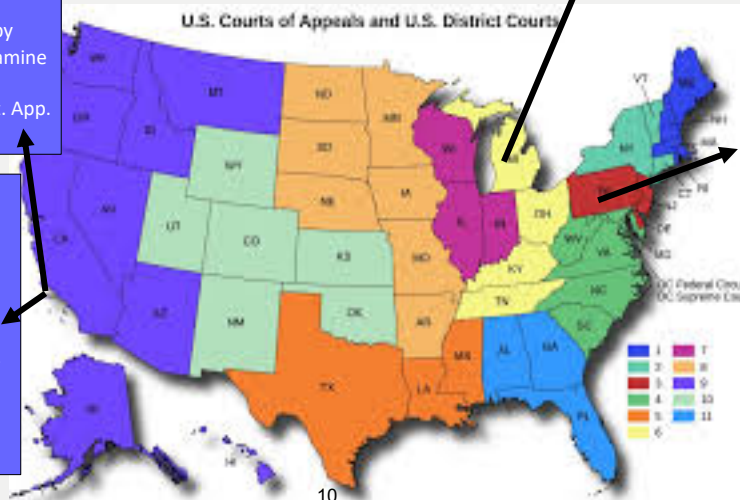 by
amine
. App.
U.S. Courts of Appeals and U.S. District Courts
WA
MT
ND
MN
VT
ME
NH
OR
ID
SD
WI
MI
NY
MA
WY
IA
PA
CT RI
NV
NE
NJ
UT
IL
IN
OH
DE
CA
CO
KS
MO
WV
VA
MD
KY
AZ
NM
OK
AR
TN
NC
DC Federal Circu
DC Supreme Cou
SC
MS
AL
GA
TX
LA
FL
HI
1 7
2 8
3 9
4 10
5 11
6
10